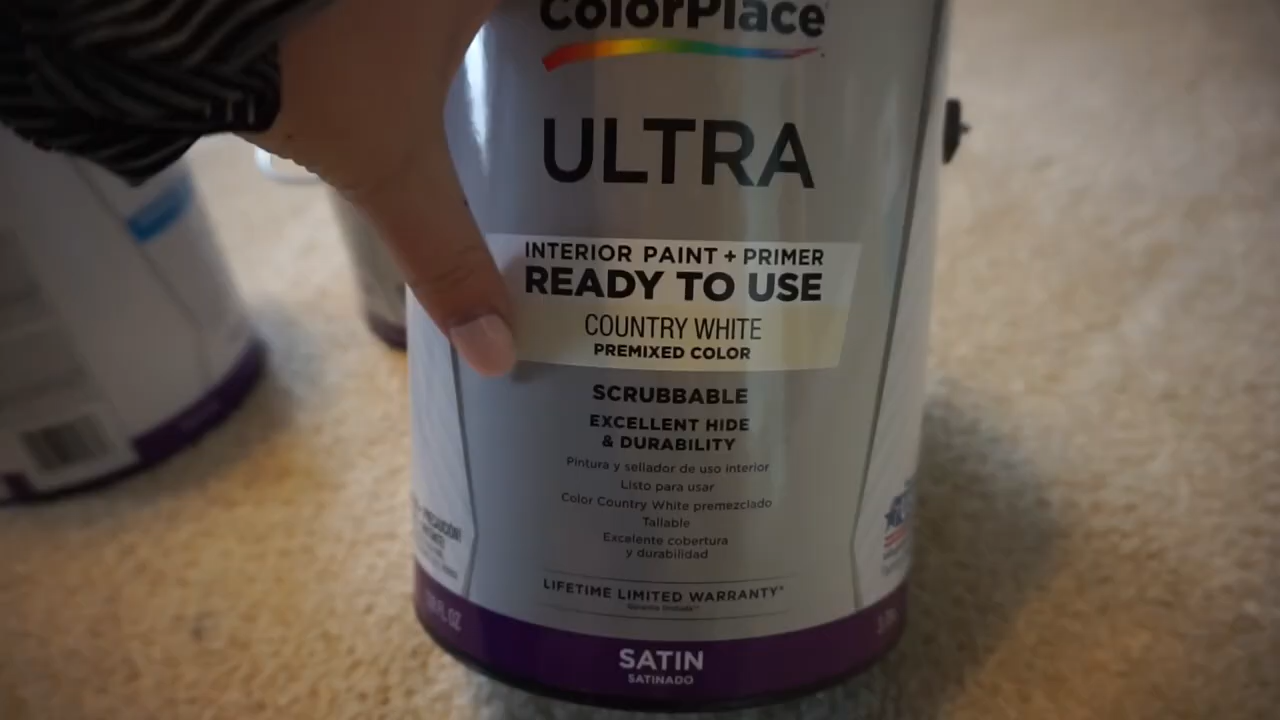 ColorPlace
ULTRA
INTERIOR PAINT + PRIMER
READY TO USE
COUNTRY WHITE
PREMIXED COLOR
SCRUBBABLE
EXCELLENT HIDE
& DURABILITY
Pintura y sellador de uso interior
Listo para usar
Color Country White premezclado
Tallable
Excelente cobertura
y durabilidad
LIFETIME LIMITED WARRANTY*
SATIN
SATINADO